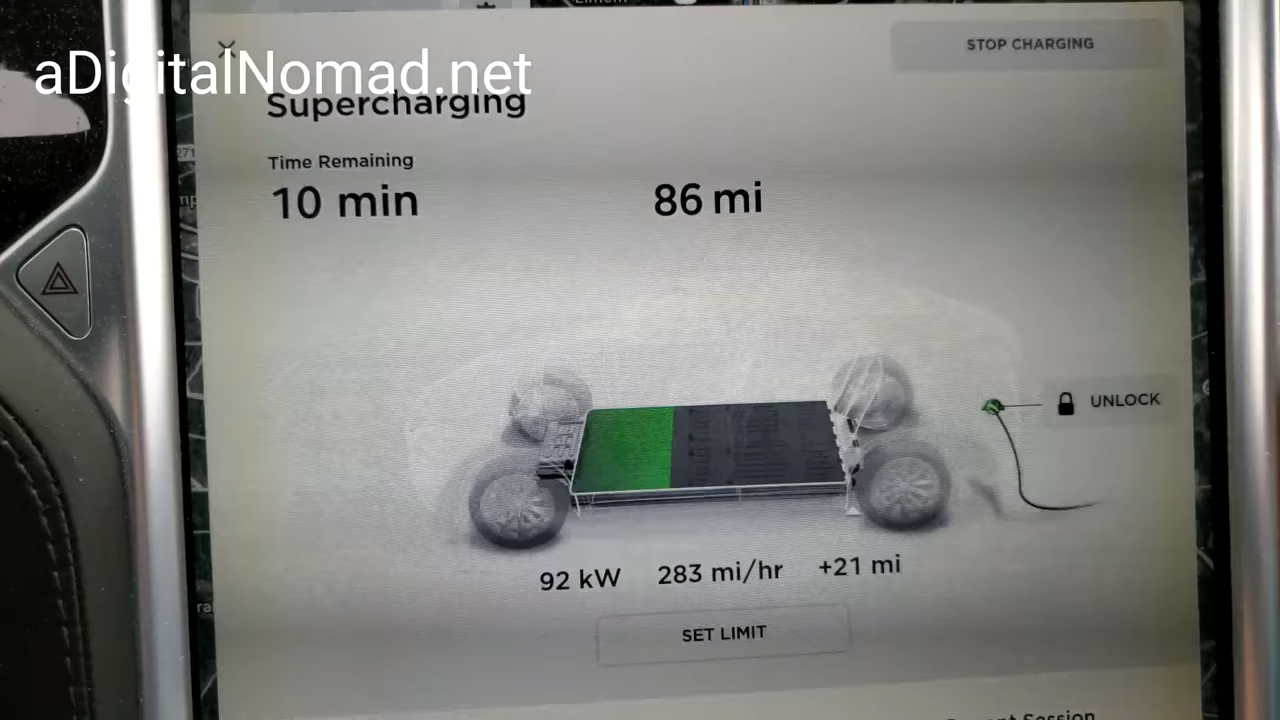 aDigitalNomad.net
STOP CHARGING
Supercharging
Time Remaining
10 min
86 mi
UNLOCK
92 kW 283 mi/hr +21 mi
SET LIMIT
Session